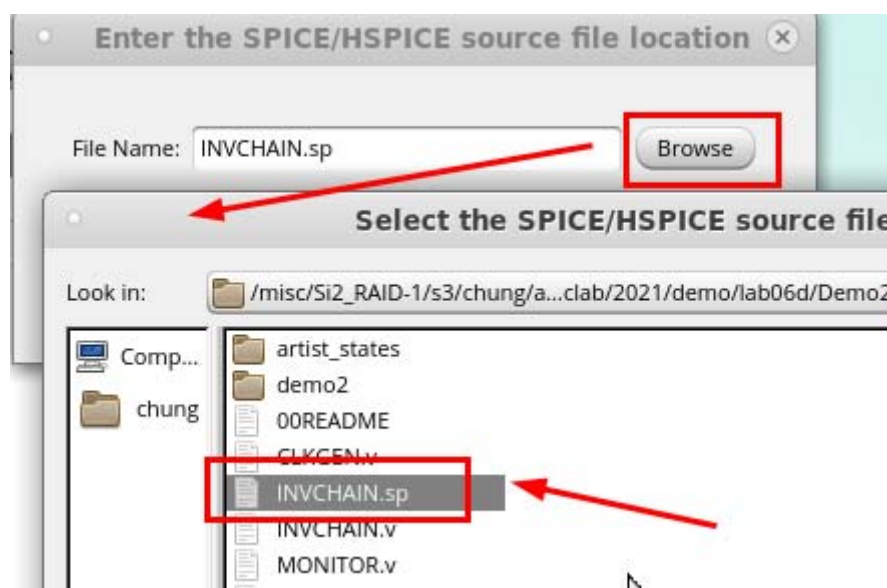 Enter the SPICE/HSPICE source file location
File Name: INVCHAIN.sp Browse
Select the SPICE/HSPICE source file
Look in: /misc/Si2_RAID-1/s3/chung/a...clab/2021/demo/lab06d/Demo2
Comp...
chung
artist_states
demo2
00README
CLKGEN.v
INVCHAIN.sp
INVCHAIN.v
MONITOR.v